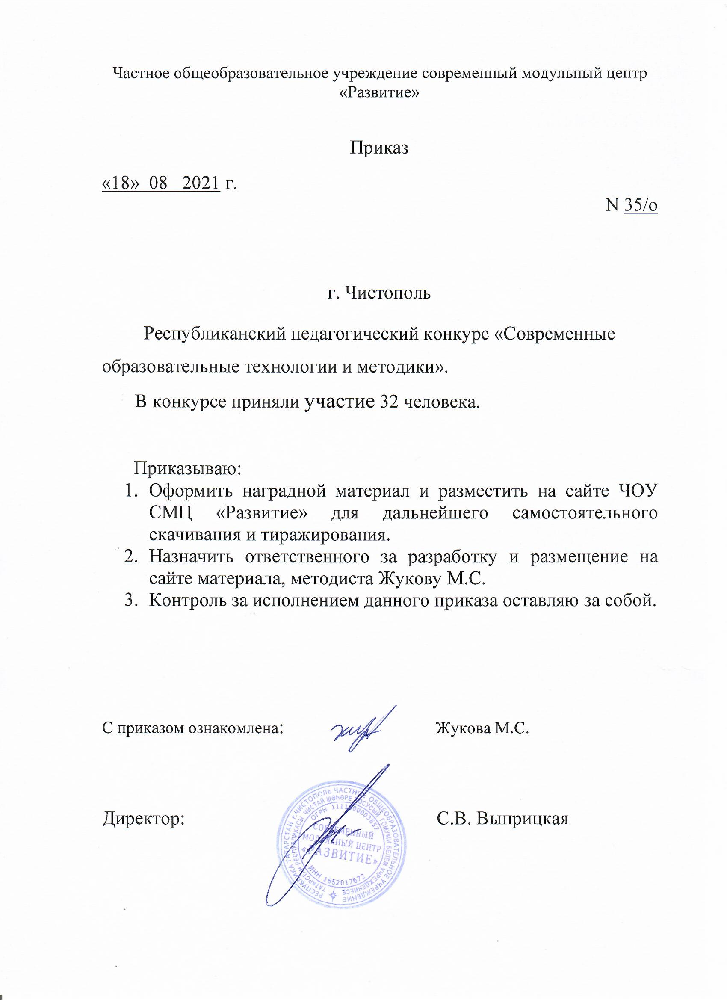 Частное общеобразовательное учреждение современный модульный центр
«Развитие»
Приказ
«18» 08 2021 г.
N 35/о
г. Чистополь
Республиканский педагогический конкурс «Современные
образовательные технологии и методики».
В конкурсе приняли участие 32 человека.
Приказываю:
1. Оформить наградной материал и разместить на сайте ЧОУ
СМЦ «Развитие» для дальнейшего самостоятельного
скачивания и тиражирования.
2. Назначить ответственного за разработку и размещение на
сайте материала, методиста Жукову М.С.
3. Контроль за исполнением данного приказа оставляю за собой.
С приказом ознакомлена: Жукова М.С.
Директор: С.В. Выприцкая
РЕСПУБЛИКА ТАТАРСТАН г. ЧИСТОПОЛЬ ЧАСТНОЕ ОБЩЕОБРАЗОВАТЕЛЬНОЕ УЧРЕЖДЕНИЕ
ТАТАРСТАН РЕСПУБЛИКАСЫ ЧИСТАЙ ШӘҺӘРЕ ГОМУМИ БЕЛЕМ УЧРЕЖДЕНИЕСЕ
ОГРН
СОВРЕМЕННЫЙ
МОДУЛЬНЫЙ ЦЕНТР
«РАЗВИТИЕ»
ИНН 1652017672